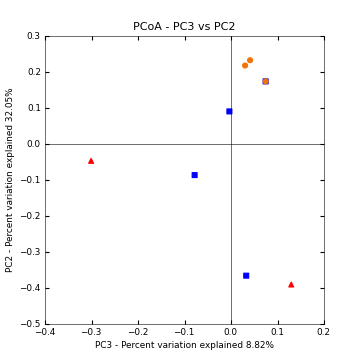 PCoA - PC3 vs PC2
0.3
0.2
0.1
0.0
−0.1
−0.2
−0.3
−0.4
−0.5
PC2 - Percent variation explained 32.05%
−0.4 −0.3 −0.2 −0.1 0.0 0.1 0.2
PC3 - Percent variation explained 8.82%